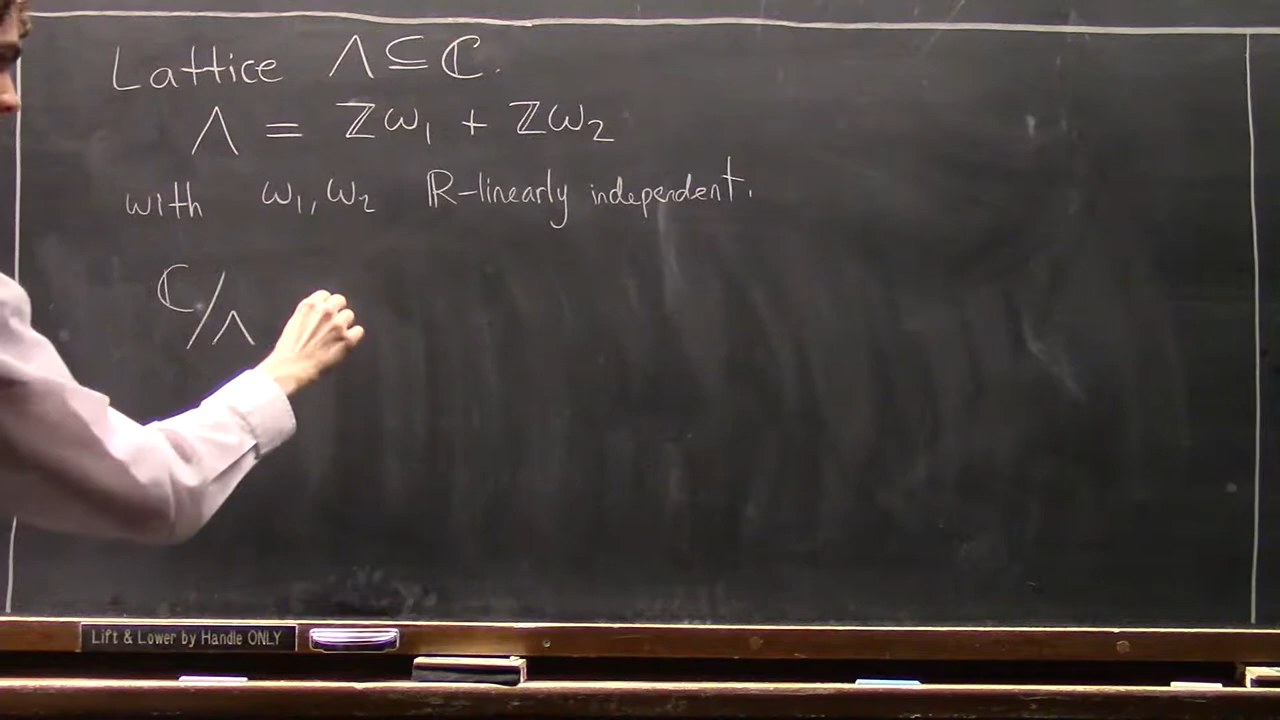 Lattice Λ ⊆ ℂ.
Λ = ℤω₁ + ℤω₂
with ω₁, ω₂ ℝ-linearly independent.
ℂ/Λ
Lift & Lower by Handle ONLY